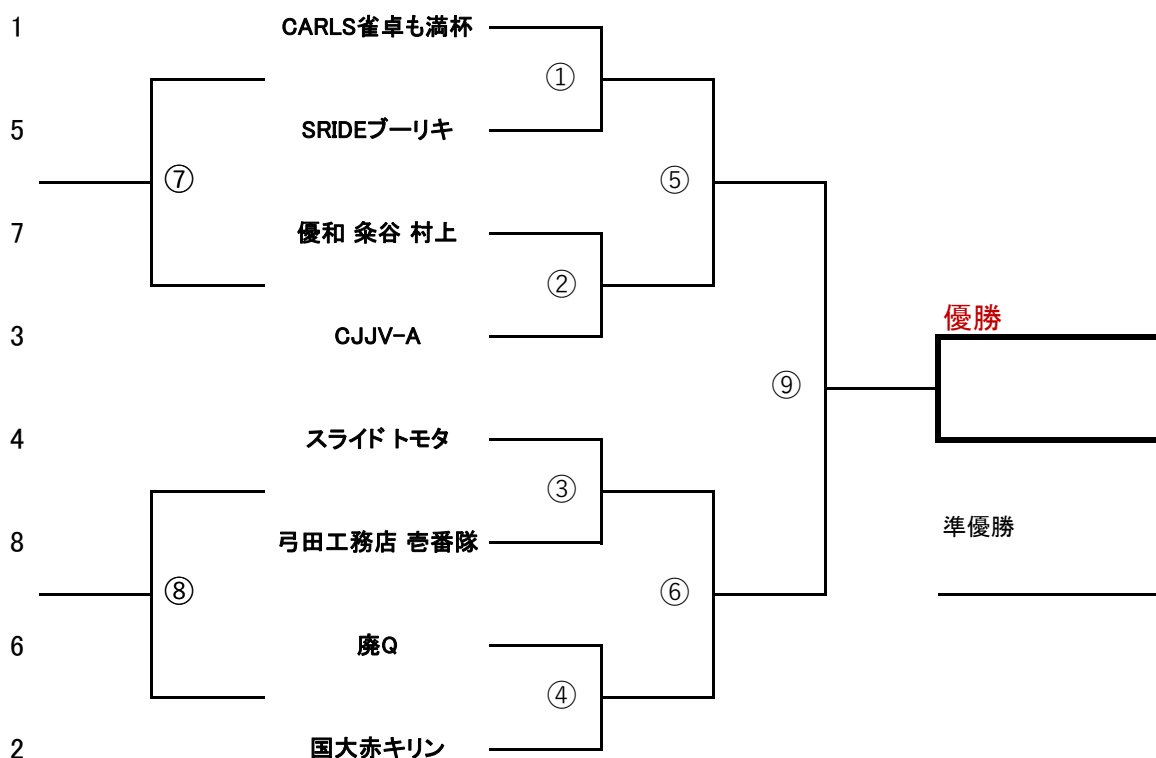 1 CARLS雀卓も満杯
①
5 SRIDEブーリキ
⑦ ⑤
7 優和 粂谷 村上
②
優勝
3 CJJV-A
⑨
4 スライド トモタ
③
8 弓田工務店 壱番隊
準優勝
⑧ ⑥
6 廃Q
④
2 国大赤キリン